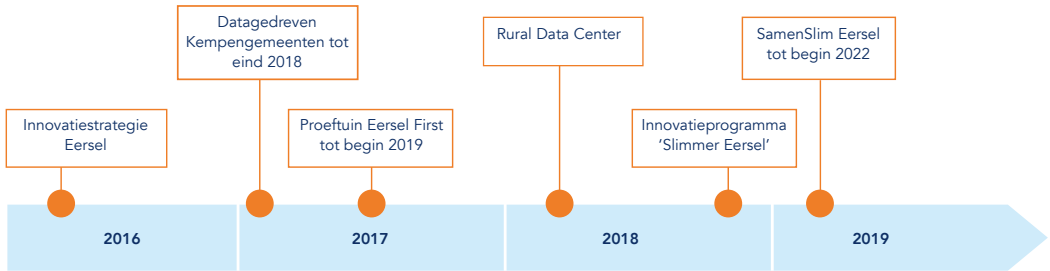 Datagedreven
Kempengemeenten tot
eind 2018
Rural Data Center
SamenSlim Eersel
tot begin 2022
Innovatiestrategie
Eersel
Proeftuin Eersel First
tot begin 2019
Innovatieprogramma
‘Slimmer Eersel’
2016
2017
2018
2019